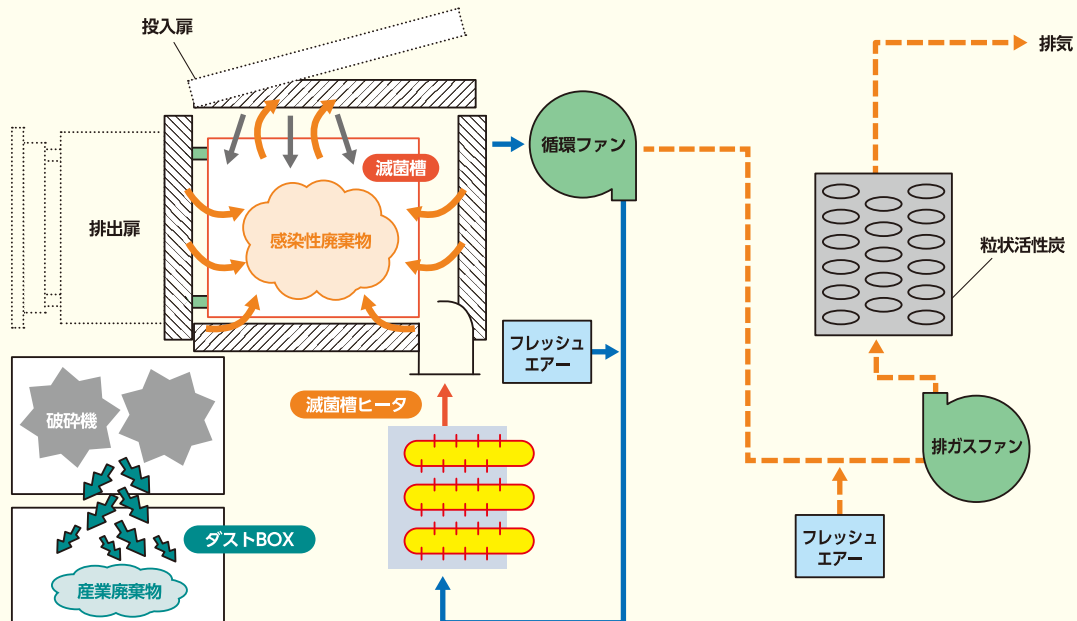 投入扉
排気
循環ファン
滅菌槽
排出扉
感染性廃棄物
粒状活性炭
フレッシュ
エアー
滅菌槽ヒータ
破砕機
排ガスファン
ダストBOX
フレッシュ
エアー
産業廃棄物